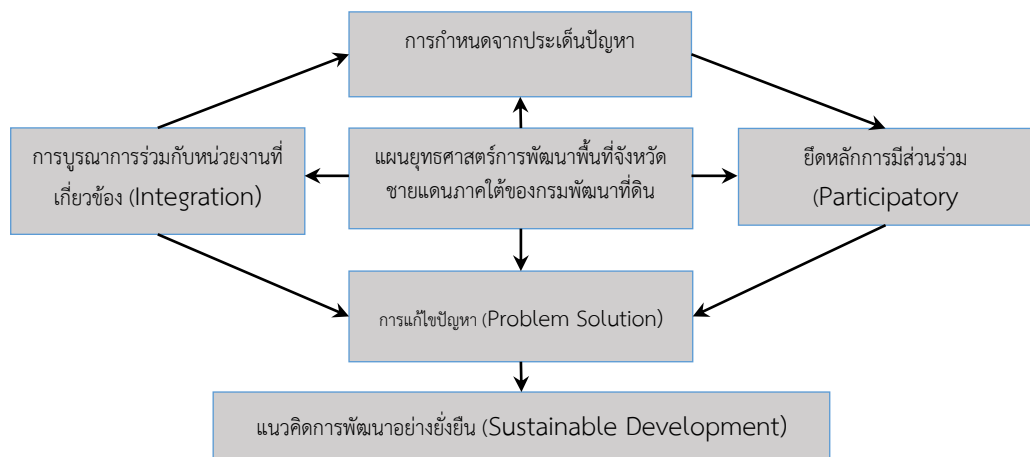 การกำหนดจากประเด็นปัญหา
การบูรณาการร่วมกับหน่วยงานที่
เกี่ยวข้อง (Integration)
แผนยุทธศาสตร์การพัฒนาพื้นที่จังหวัด
ชายแดนภาคใต้ของกรมพัฒนาที่ดิน
ยึดหลักการมีส่วนร่วม
(Participatory
การแก้ไขปัญหา (Problem Solution)
แนวคิดการพัฒนาอย่างยั่งยืน (Sustainable Development)